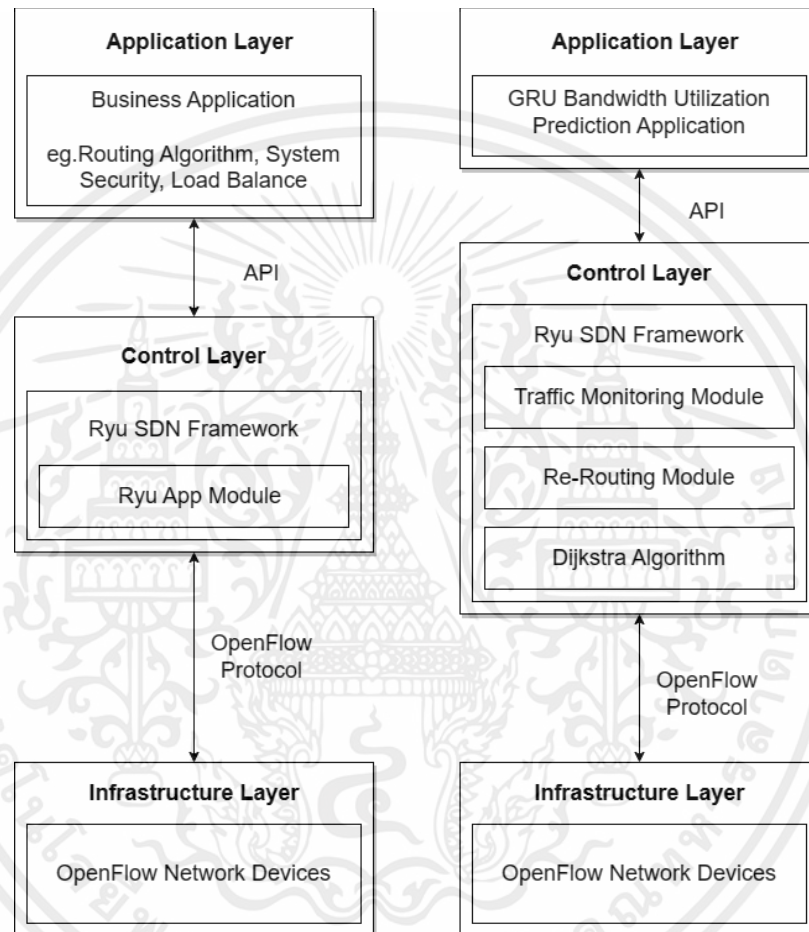 Application Layer
Business Application
eg.Routing Algorithm, System
Security, Load Balance
API
Control Layer
Ryu SDN Framework
Ryu App Module
OpenFlow
Protocol
Infrastructure Layer
OpenFlow Network Devices
Application Layer
GRU Bandwidth Utilization
Prediction Application
API
Control Layer
Ryu SDN Framework
Traffic Monitoring Module
Re-Routing Module
Dijkstra Algorithm
OpenFlow
Protocol
Infrastructure Layer
OpenFlow Network Devices